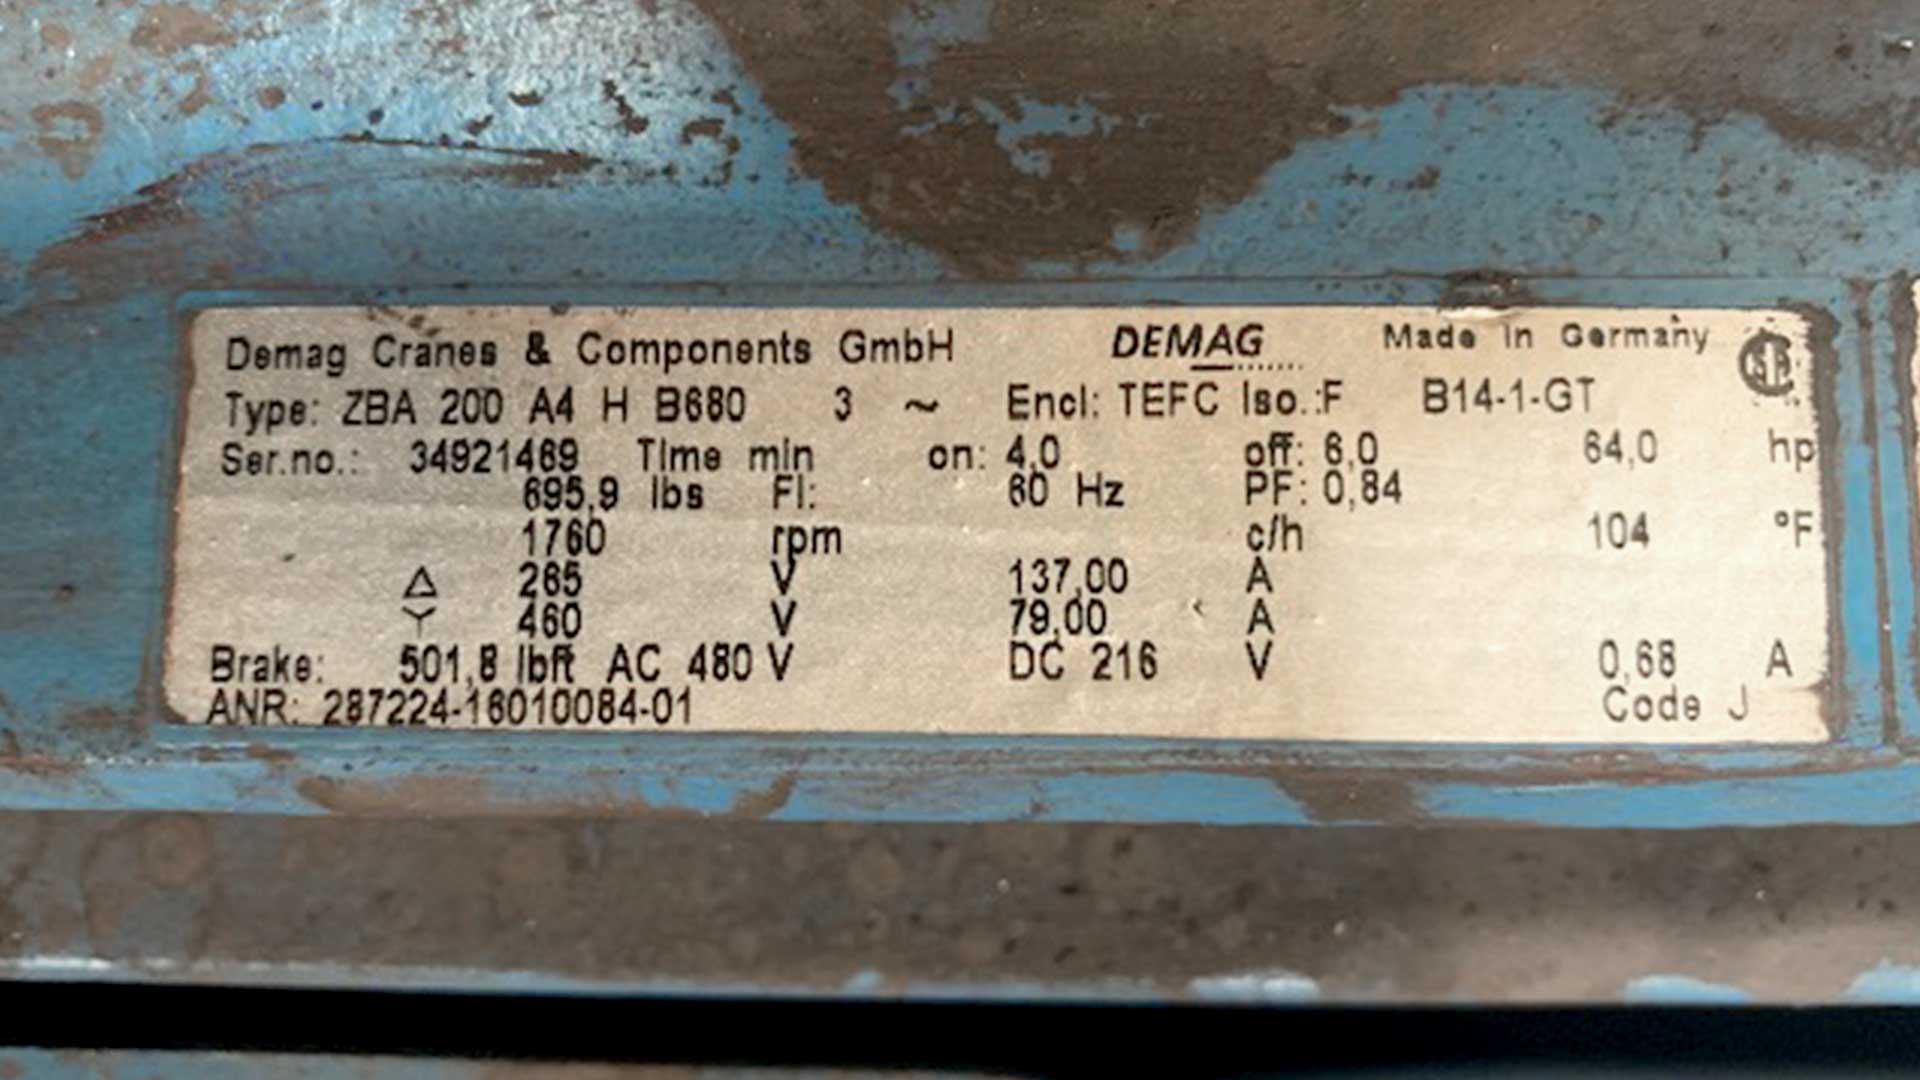 Demag Cranes & Components GmbH DEMAG Made in Germany
Type: ZBA 200 A4 H B680 3 ~ Encl: TEFC Iso.:F B14-1-GT
Ser.no.: 34921469 Time min on: 4,0 off: 6,0 64,0 hp
695,9 lbs Fl: 60 Hz PF: 0,84
1760 rpm c/h 104 °F
△ 265 V 137,00 A
Y 460 V 79,00 A
Brake: 501,8 lbft AC 480 V DC 216 V 0,68 A
ANR: 287224-16010084-01 Code J